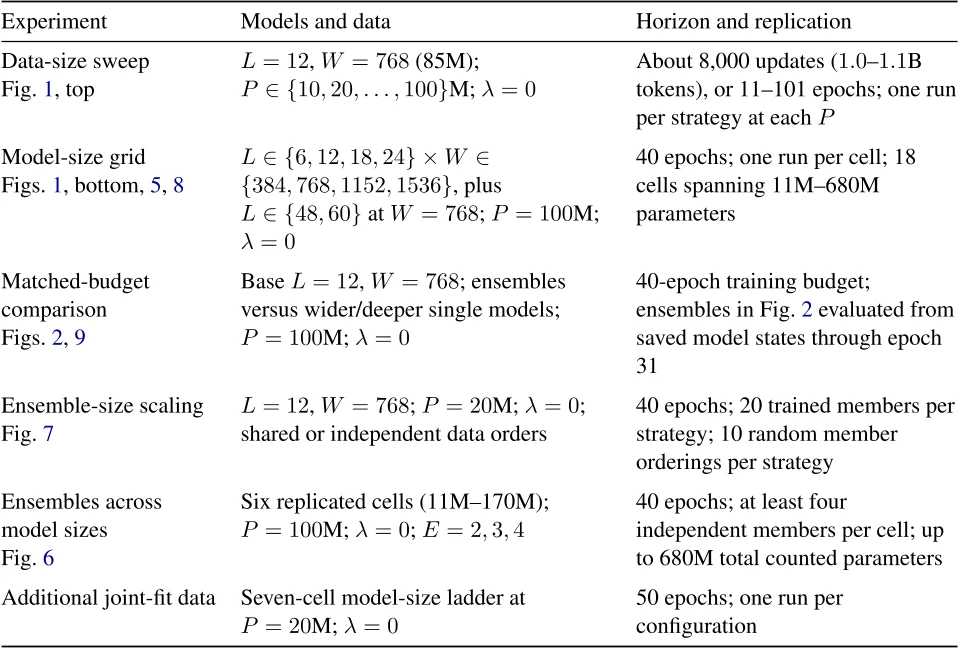 Experiment Models and data Horizon and replication
Data-size sweep
Fig. 1, top
L = 12, W = 768 (85M);
P ∈ {10, 20, . . . , 100}M; λ = 0
About 8,000 updates (1.0–1.1B
tokens), or 11–101 epochs; one run
per strategy at each P
Model-size grid
Figs. 1, bottom, 5, 8
L ∈ {6, 12, 18, 24} × W ∈
{384, 768, 1152, 1536}, plus
L ∈ {48, 60} at W = 768; P = 100M;
λ = 0
40 epochs; one run per cell; 18
cells spanning 11M–680M
parameters
Matched-budget
comparison
Figs. 2, 9
Base L = 12, W = 768; ensembles
versus wider/deeper single models;
P = 100M; λ = 0
40-epoch training budget;
ensembles in Fig. 2 evaluated from
saved model states through epoch
31
Ensemble-size scaling
Fig. 7
L = 12, W = 768; P = 20M; λ = 0;
shared or independent data orders
40 epochs; 20 trained members per
strategy; 10 random member
orderings per strategy
Ensembles across
model sizes
Fig. 6
Six replicated cells (11M–170M);
P = 100M; λ = 0; E = 2, 3, 4
40 epochs; at least four
independent members per cell; up
to 680M total counted parameters
Additional joint-fit data
Seven-cell model-size ladder at
P = 20M; λ = 0
50 epochs; one run per
configuration